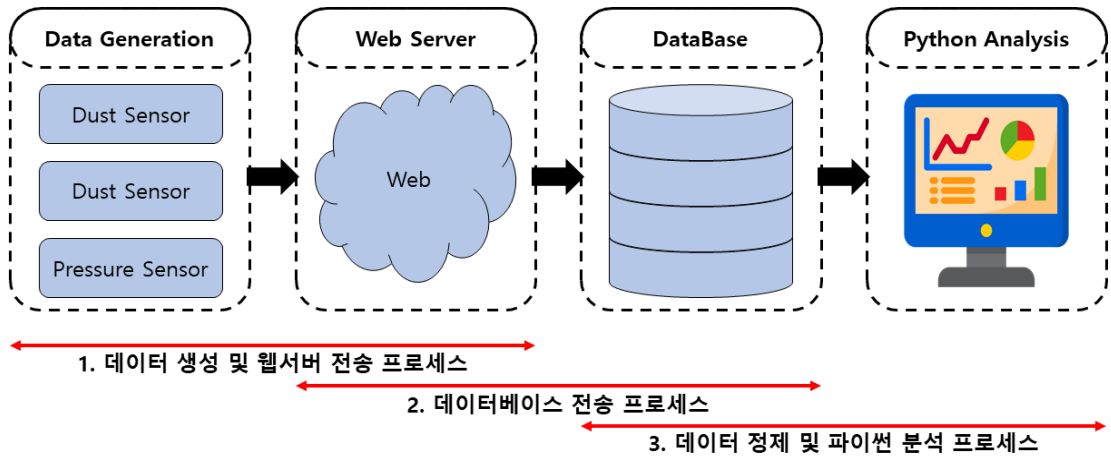 Data Generation
Web Server
DataBase
Python Analysis
Dust Sensor
Dust Sensor
Pressure Sensor
Web
1. 데이터 생성 및 웹서버 전송 프로세스
2. 데이터베이스 전송 프로세스
3. 데이터 정제 및 파이썬 분석 프로세스